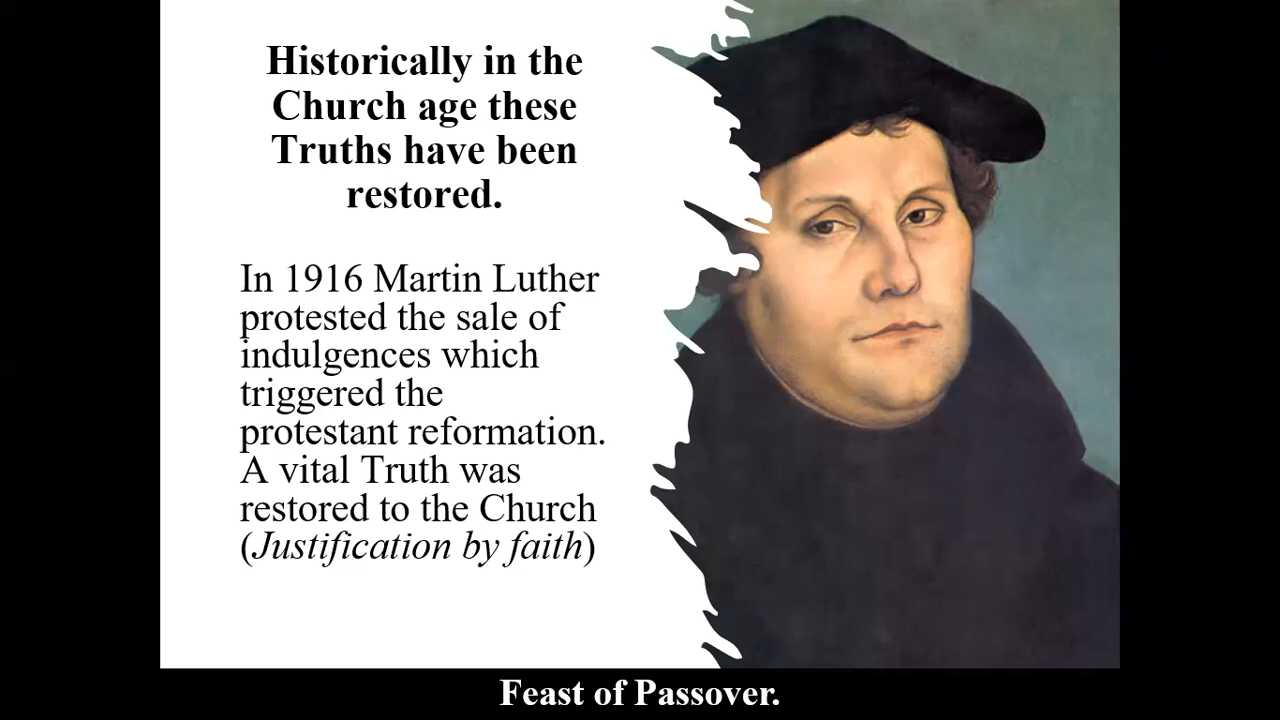 Historically in the
Church age these
Truths have been
restored.
In 1916 Martin Luther
protested the sale of
indulgences which
triggered the
protestant reformation.
A vital Truth was
restored to the Church
(Justification by faith)
Feast of Passover.